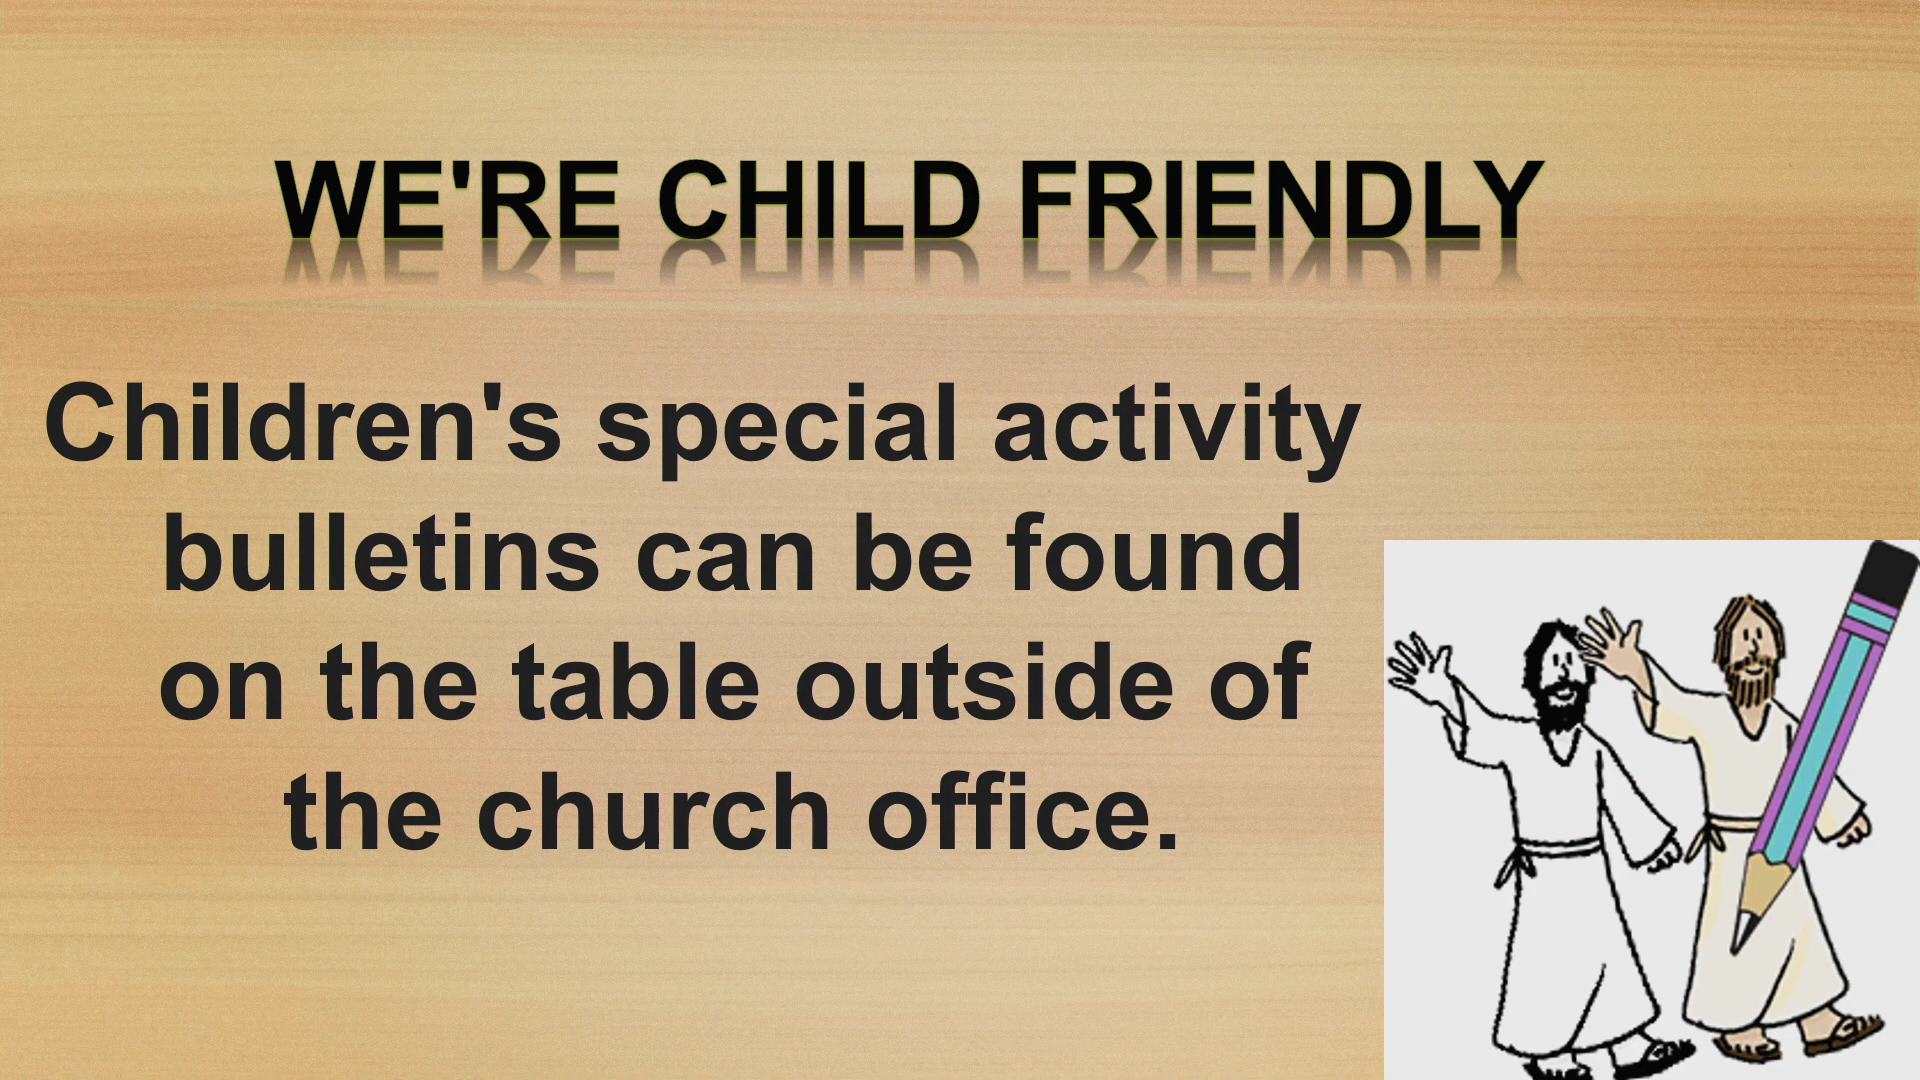 WE'RE CHILD FRIENDLY
Children's special activity
bulletins can be found
on the table outside of
the church office.